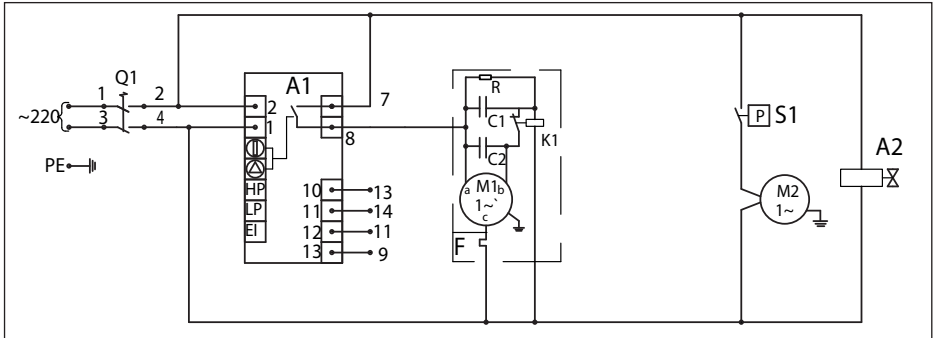 Q1
1 2
3 4
~220
PE
A1
2
1
HP
LP
EI
7
8
10 13
11 14
12 11
13 9
R
C1
K1
C2
a M1 b
1~`
c
F
P S1
M2
1~
A2